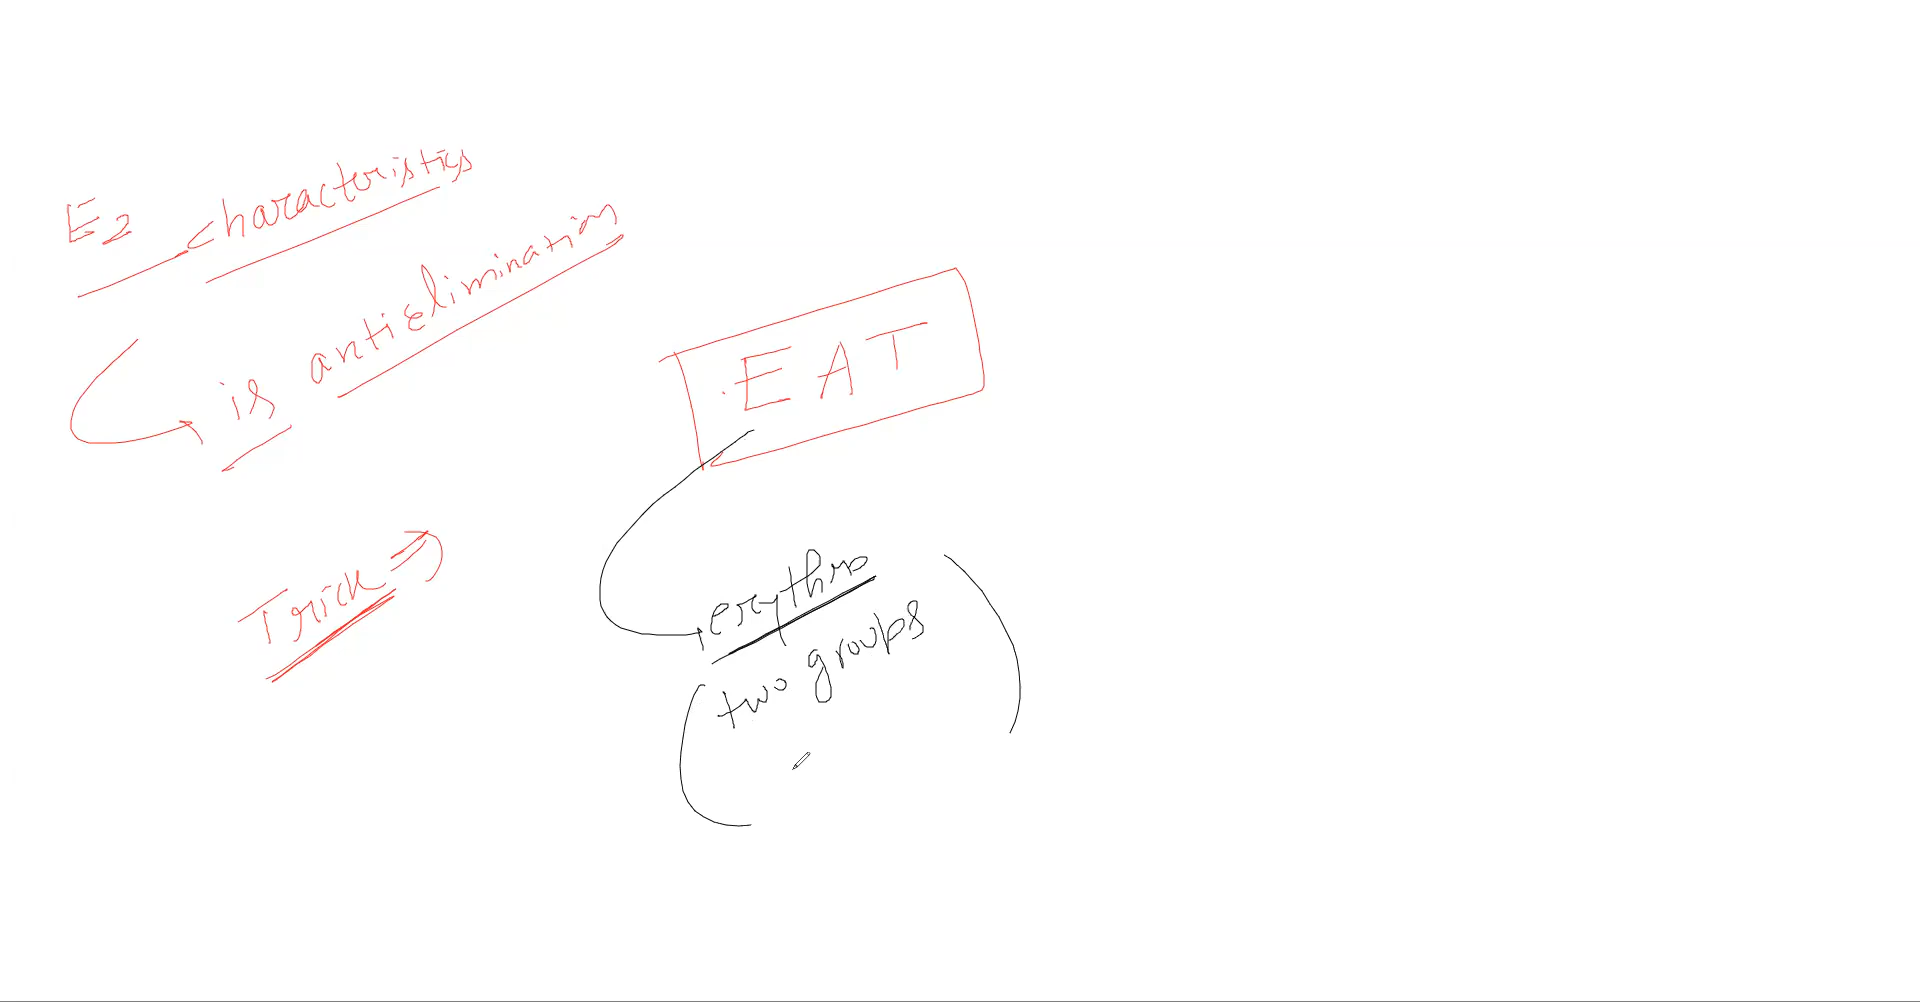 E2 characteristics
is antielimination
EAT
Trick ⇒
erythro
two groups